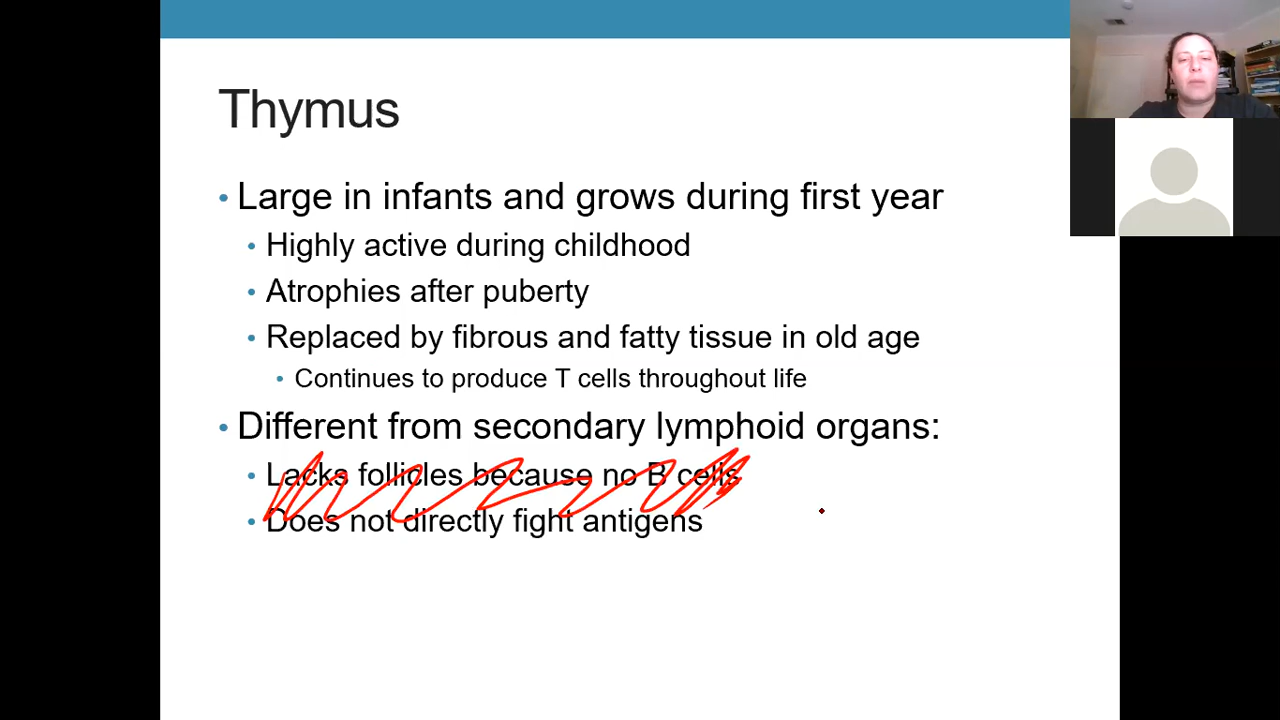 Thymus
• Large in infants and grows during first year
• Highly active during childhood
• Atrophies after puberty
• Replaced by fibrous and fatty tissue in old age
• Continues to produce T cells throughout life
• Different from secondary lymphoid organs:
• Lacks follicles because no B cells
• Does not directly fight antigens